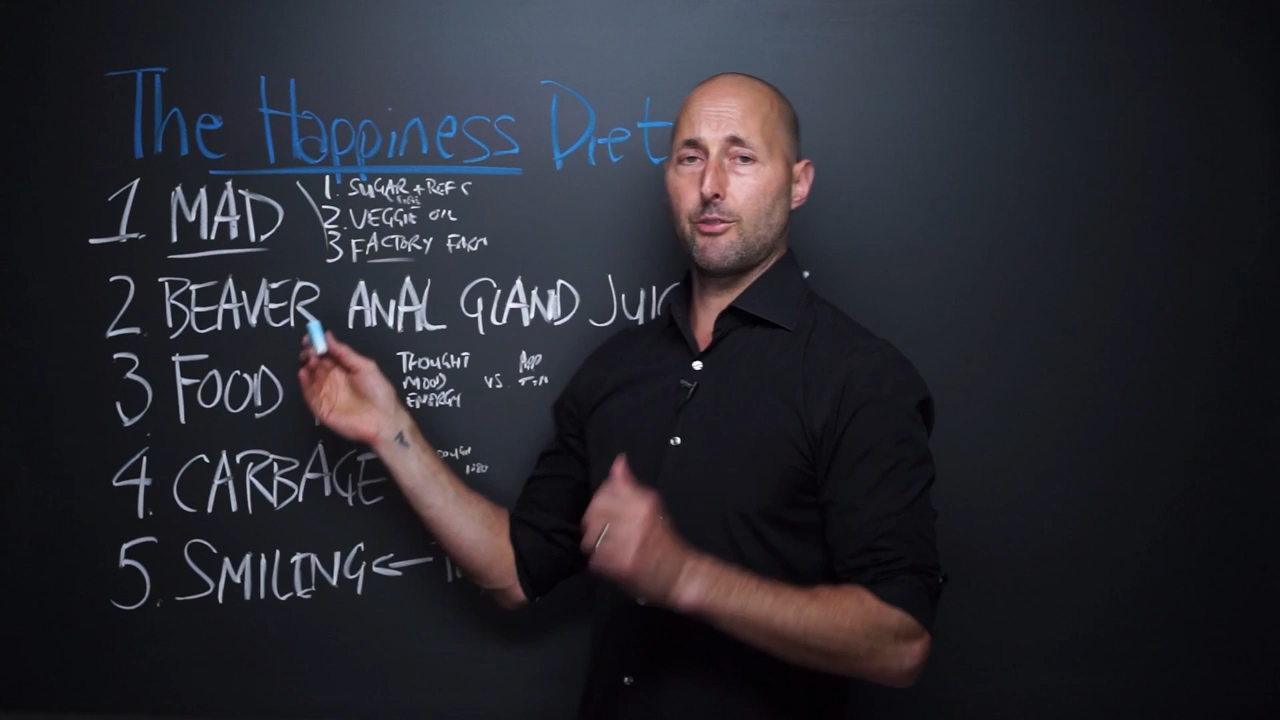 The Happiness Diet
1. MAD
1. SUGAR + REF C
2. VEGGIE OIL
3 FACTORY FARM
2. BEAVER ANAL GLAND JUIC
3. FOOD
THOUGHT
MOOD
ENERGY
VS.
4. CARBAGE
5. SMILING ←